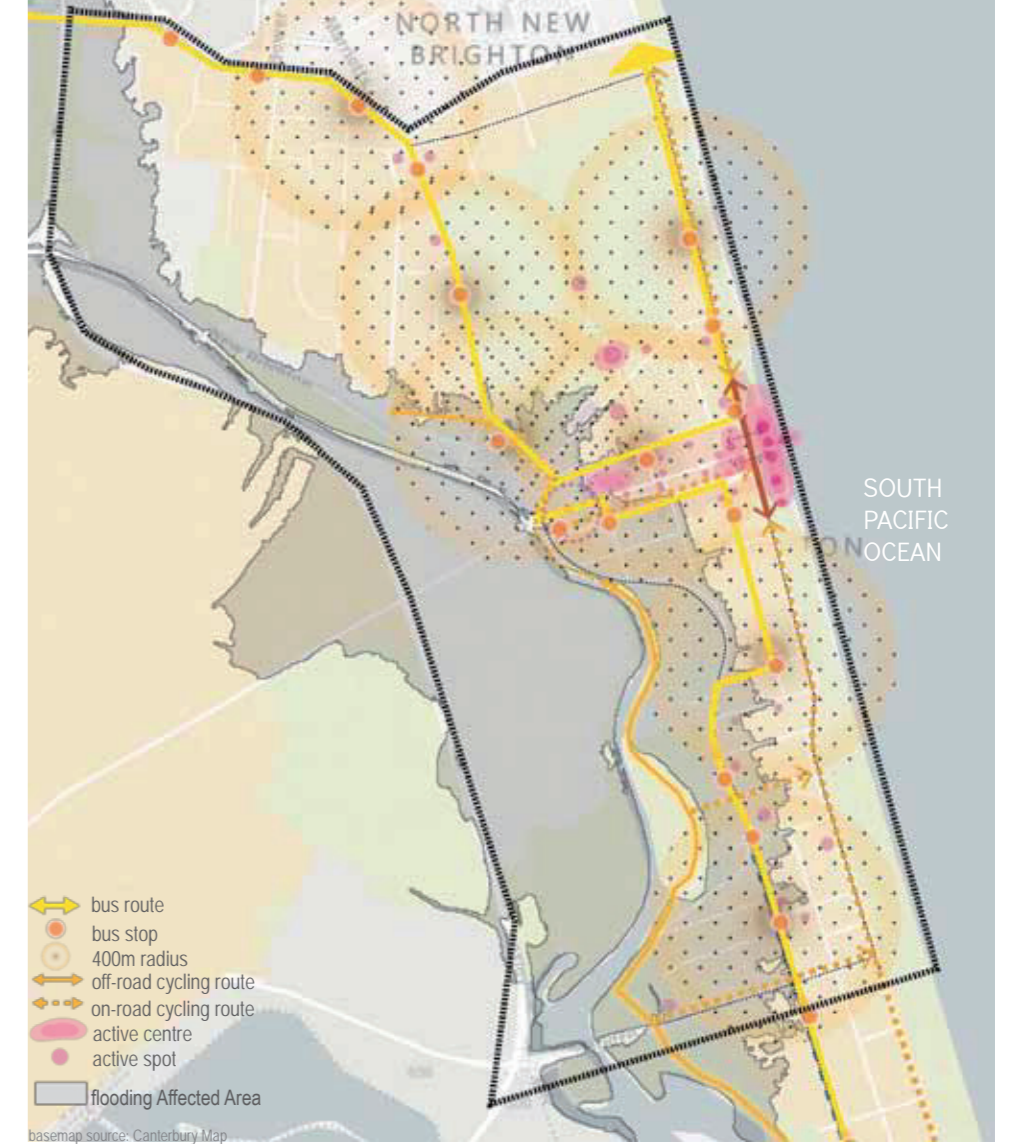 NORTH NEW
BRIGHTON
SOUTH
PACIFIC
OCEAN
TON
bus route
bus stop
400m radius
off-road cycling route
on-road cycling route
active centre
active spot
flooding Affected Area
basemap source: Canterbury Map